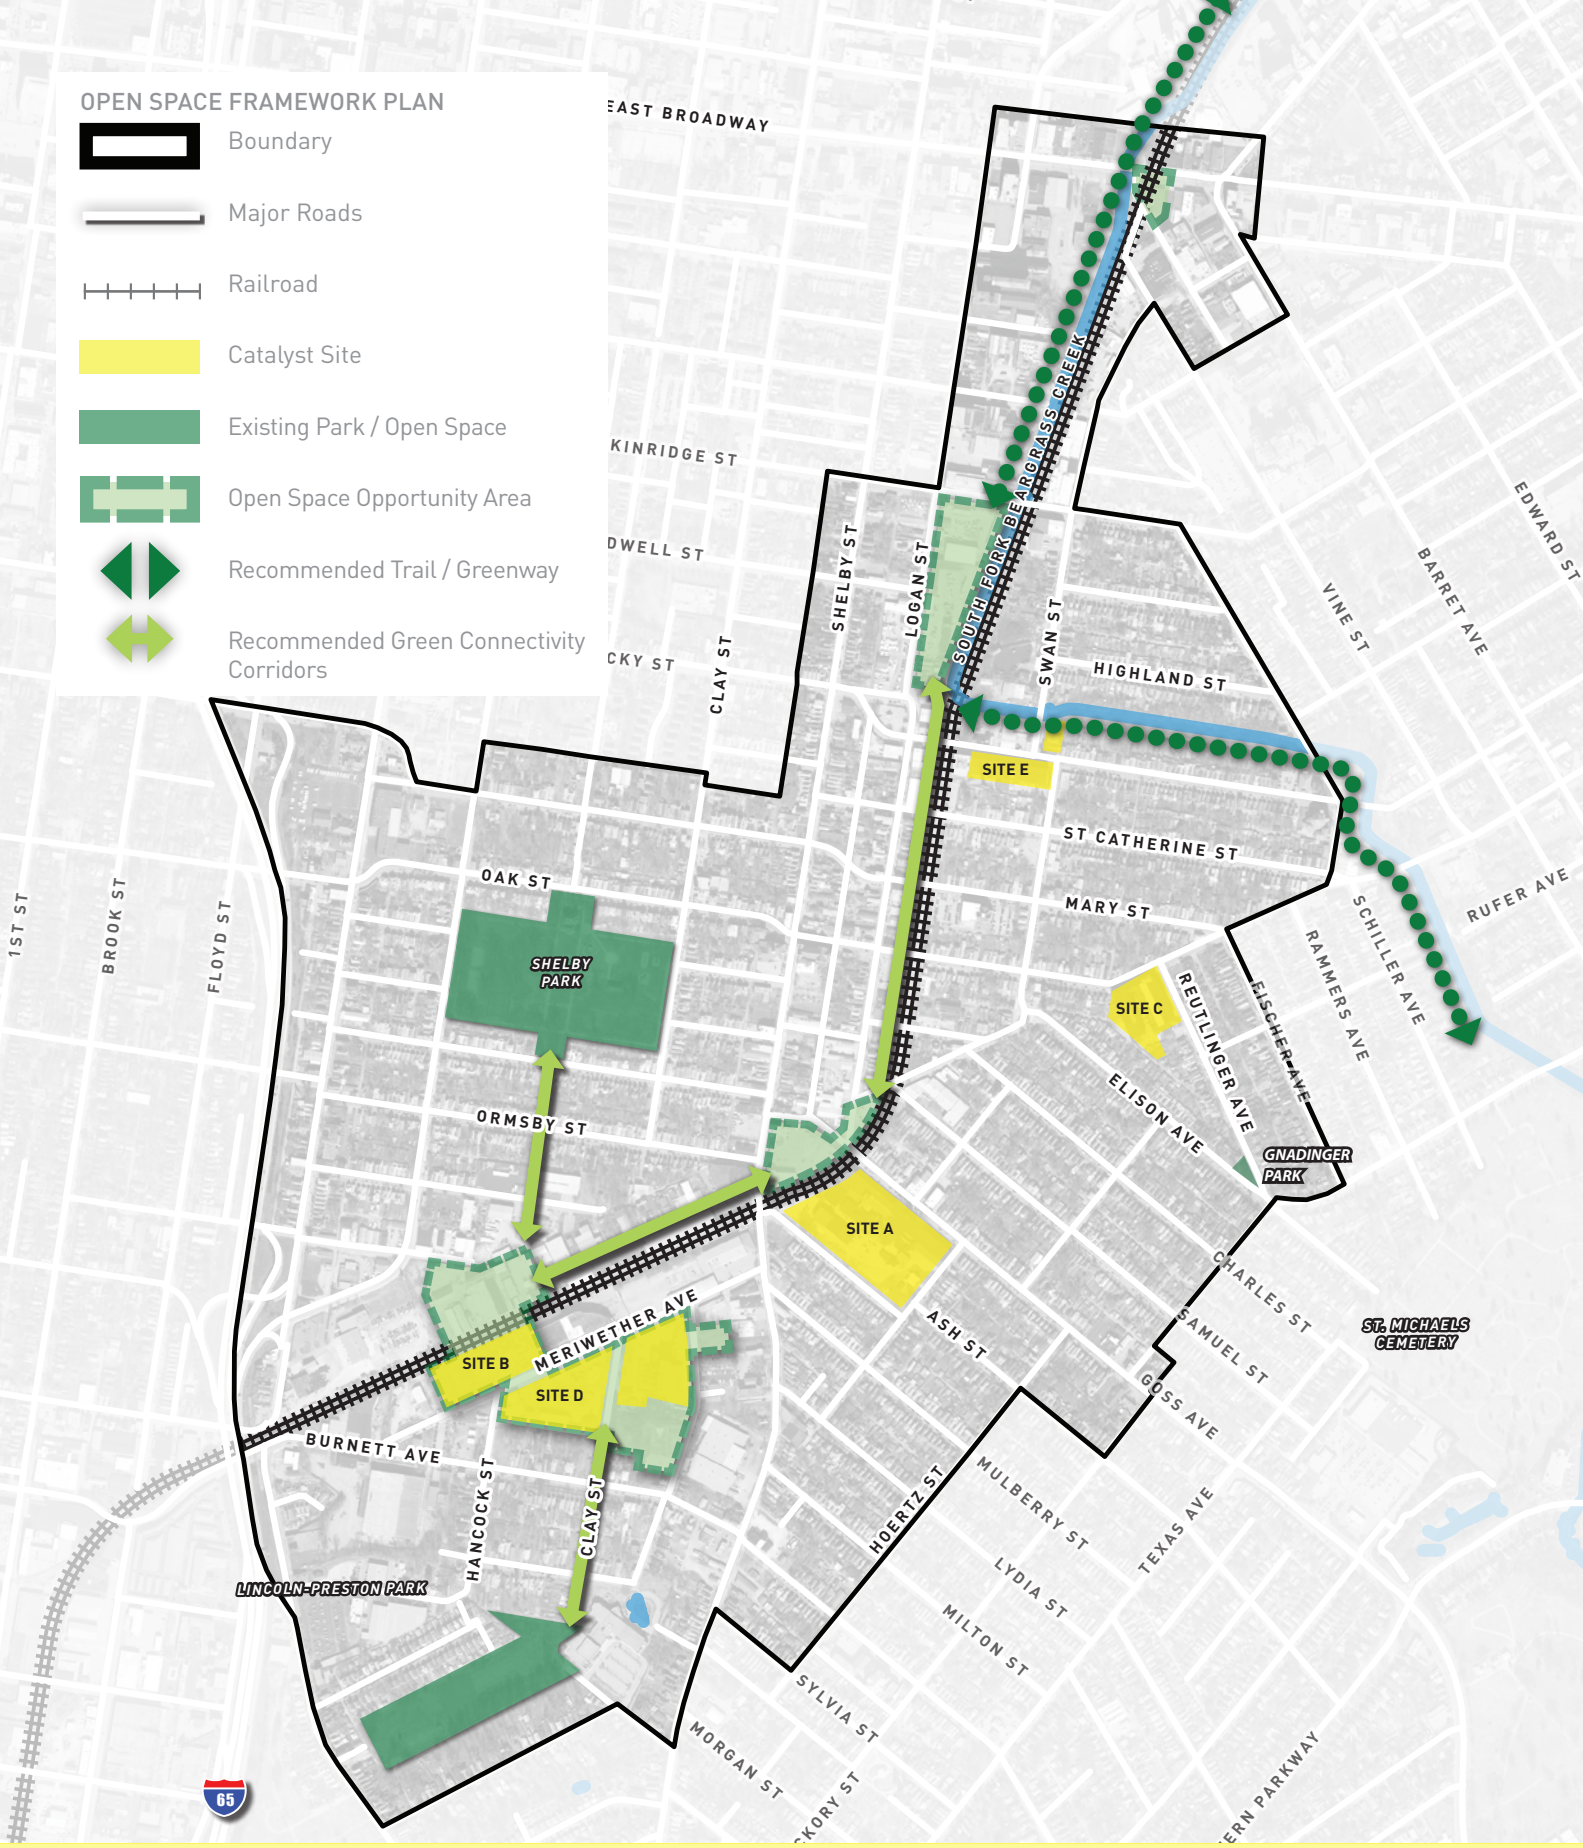 OPEN SPACE FRAMEWORK PLAN
Boundary
Major Roads
Railroad
Catalyst Site
Existing Park / Open Space
Open Space Opportunity Area
Recommended Trail / Greenway
Recommended Green Connectivity
Corridors
EAST BROADWAY
KINRIDGE ST
DWELL ST
CKY ST
CLAY ST
SHELBY ST
LOGAN ST
SOUTH FORK BEARGRASS CREEK
SWAN ST
HIGHLAND ST
VINE ST
BARRET AVE
EDWARD ST
SITE E
ST CATHERINE ST
MARY ST
OAK ST
SHELBY
PARK
1ST ST
BROOK ST
FLOYD ST
RUFER AVE
SCHILLER AVE
RAMMERS AVE
FISCHER AVE
REUTLINGER AVE
SITE C
ELISON AVE
GNADINGER
PARK
ORMSBY ST
SITE A
CHARLES ST
SAMUEL ST
GOSS AVE
ST. MICHAELS
CEMETERY
ASH ST
MERIWETHER AVE
SITE B
SITE D
BURNETT AVE
HANCOCK ST
CLAY ST
HOERTZ ST
MULBERRY ST
TEXAS AVE
LYDIA ST
MILTON ST
LINCOLN-PRESTON PARK
SYLVIA ST
MORGAN ST
CKORY ST
ERN PARKWAY
65